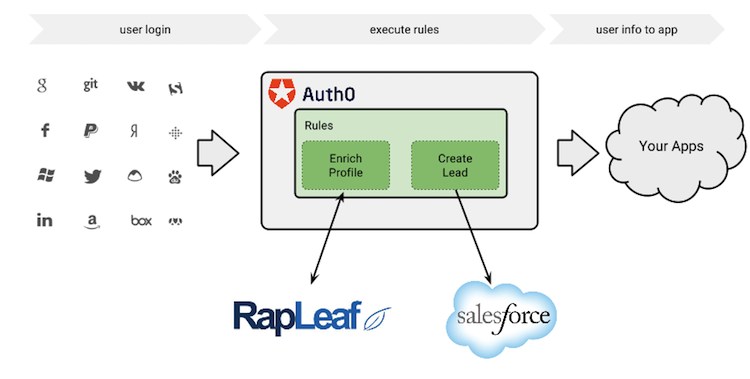 user login
execute rules
user info to app
g
git
Auth0
Rules
f
Я
Enrich
Profile
Create
Lead
Your Apps
in
a
box
RapLeaf
salesforce